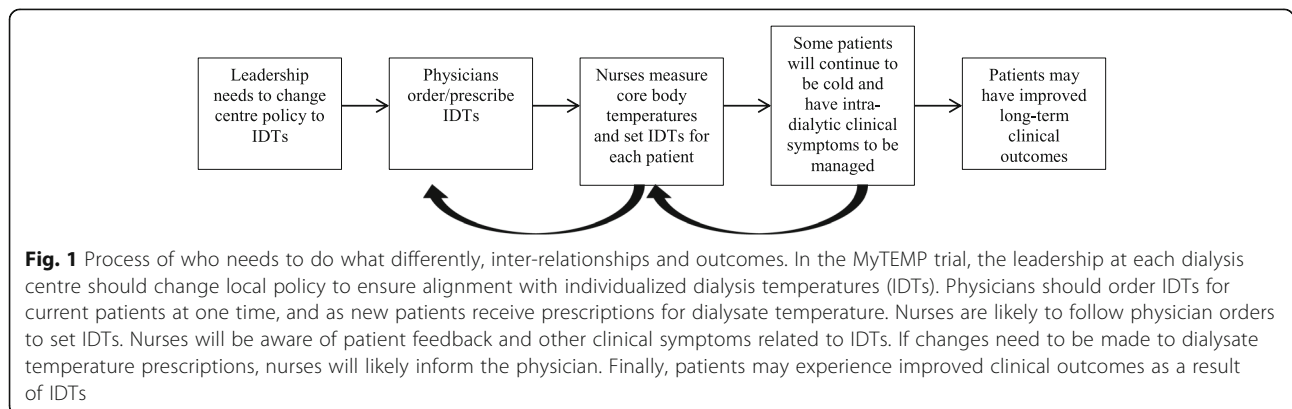 Leadership
needs to change
centre policy to
IDTs
Physicians
order/prescribe
IDTs
Nurses measure
core body
temperatures
and set IDTs for
each patient
Some patients
will continue to
be cold and
have intra-
dialytic clinical
symptoms to be
managed
Patients may
have improved
long-term
clinical
outcomes
Fig. 1 Process of who needs to do what differently, inter-relationships and outcomes. In the MyTEMP trial, the leadership at each dialysis
centre should change local policy to ensure alignment with individualized dialysis temperatures (IDTs). Physicians should order IDTs for
current patients at one time, and as new patients receive prescriptions for dialysate temperature. Nurses are likely to follow physician orders
to set IDTs. Nurses will be aware of patient feedback and other clinical symptoms related to IDTs. If changes need to be made to dialysate
temperature prescriptions, nurses will likely inform the physician. Finally, patients may experience improved clinical outcomes as a result
of IDTs